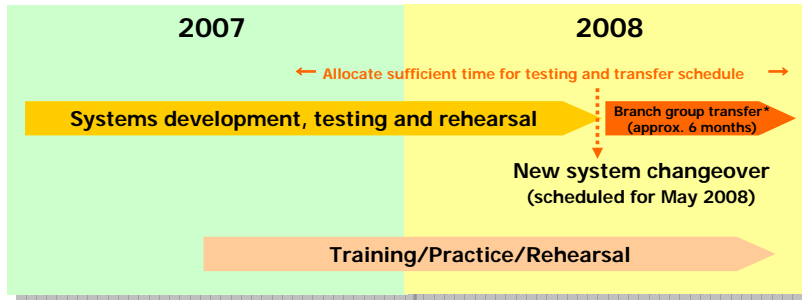 2007
2008
← Allocate sufficient time for testing and transfer schedule →
Systems development, testing and rehearsal
Branch group transfer*
(approx. 6 months)
New system changeover
(scheduled for May 2008)
Training/Practice/Rehearsal